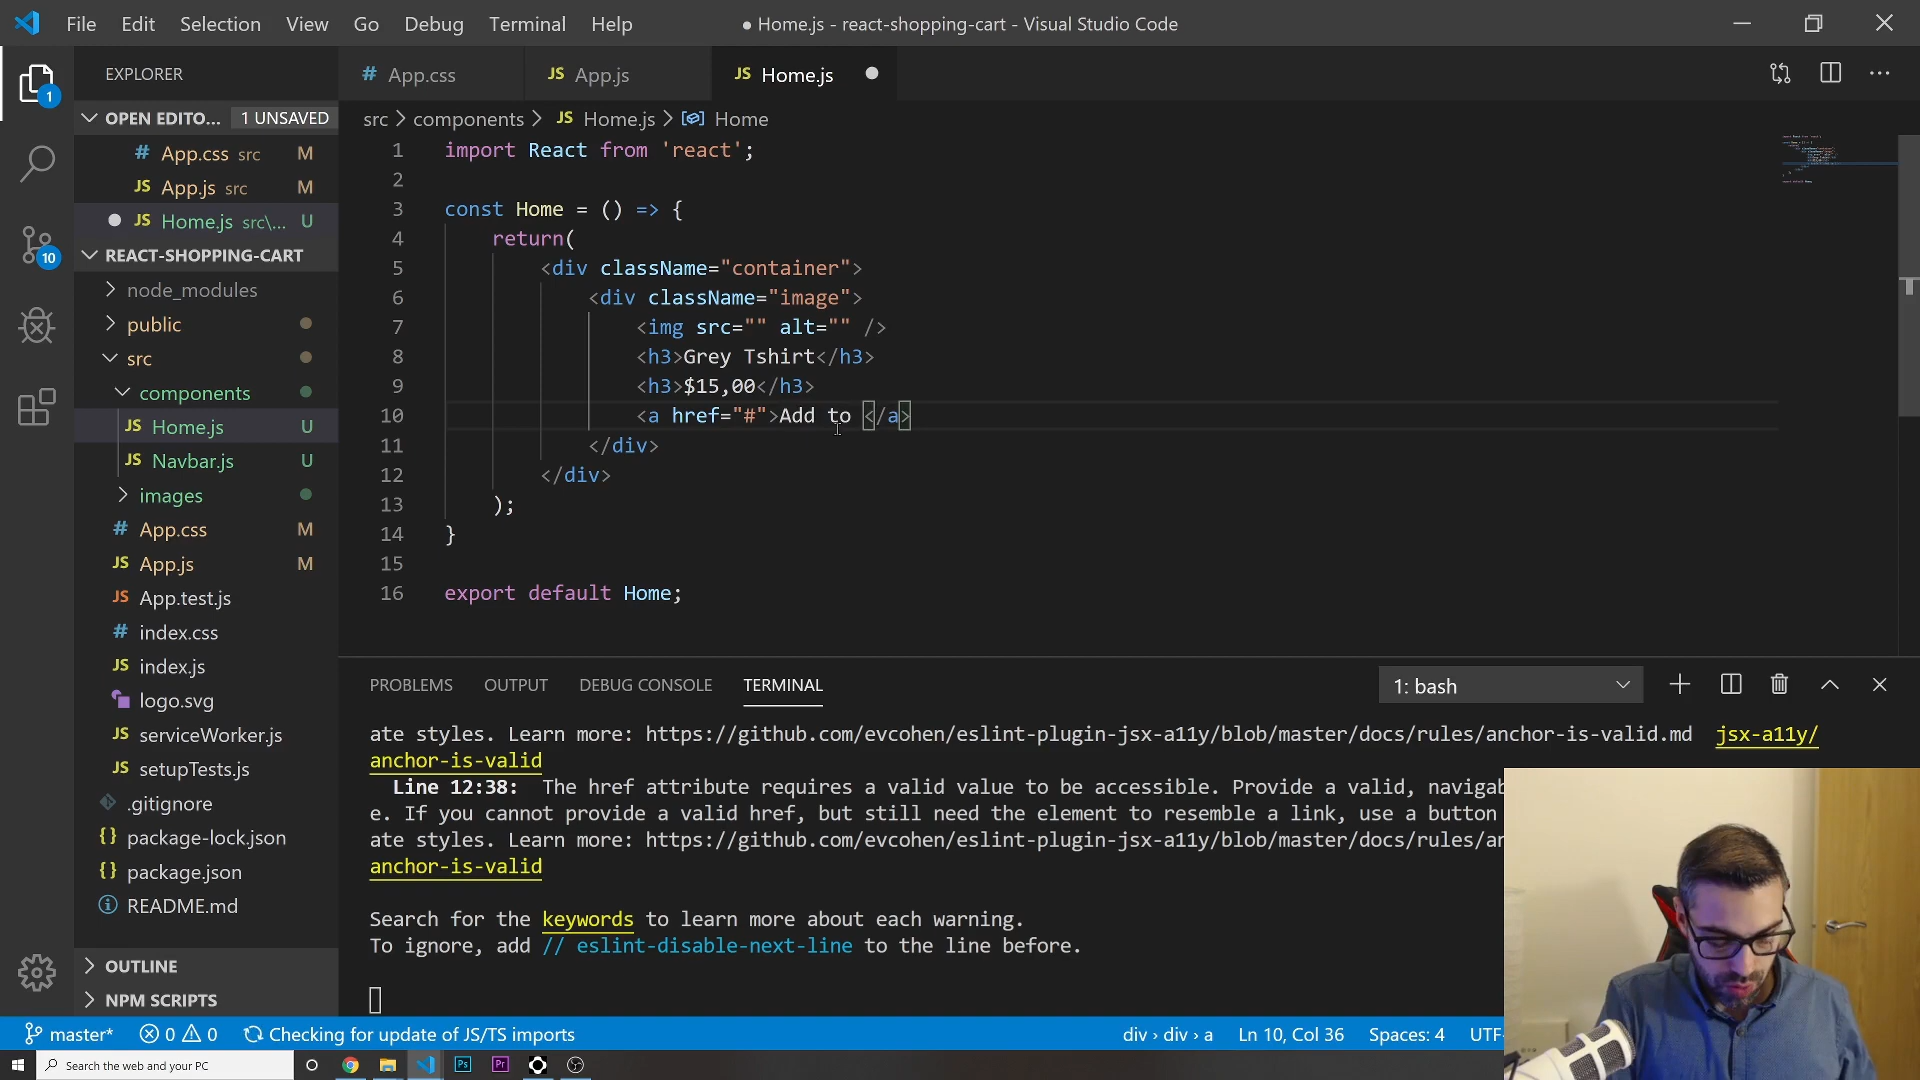 File Edit Selection View Go Debug Terminal Help
● Home.js - react-shopping-cart - Visual Studio Code
EXPLORER
# App.css
JS App.js
JS Home.js
OPEN EDITO... 1 UNSAVED
# App.css src M
JS App.js src M
JS Home.js src\... U
REACT-SHOPPING-CART
node_modules
public
src
components
JS Home.js U
JS Navbar.js U
images
# App.css M
JS App.js M
JS App.test.js
# index.css
JS index.js
logo.svg
JS serviceWorker.js
JS setupTests.js
.gitignore
{} package-lock.json
{} package.json
README.md
OUTLINE
NPM SCRIPTS
1
10
src > components > JS Home.js > Home
1 import React from 'react';
2
3 const Home = () => {
4 return(
5 <div className="container">
6 <div className="image">
7 <img src="" alt="" />
8 <h3>Grey Tshirt</h3>
9 <h3>$15,00</h3>
10 <a href="#">Add to </a>
11 </div>
12 </div>
13 );
14 }
15
16 export default Home;
PROBLEMS OUTPUT DEBUG CONSOLE TERMINAL
1: bash
ate styles. Learn more: https://github.com/evcohen/eslint-plugin-jsx-a11y/blob/master/docs/rules/anchor-is-valid.md jsx-a11y/
anchor-is-valid
Line 12:38: The href attribute requires a valid value to be accessible. Provide a valid, navigab
e. If you cannot provide a valid href, but still need the element to resemble a link, use a button
ate styles. Learn more: https://github.com/evcohen/eslint-plugin-jsx-a11y/blob/master/docs/rules/an
anchor-is-valid
Search for the keywords to learn more about each warning.
To ignore, add // eslint-disable-next-line to the line before.
master* 0 0 Checking for update of JS/TS imports
div › div › a Ln 10, Col 36 Spaces: 4 UTF-
Search the web and your PC
Ps Pr